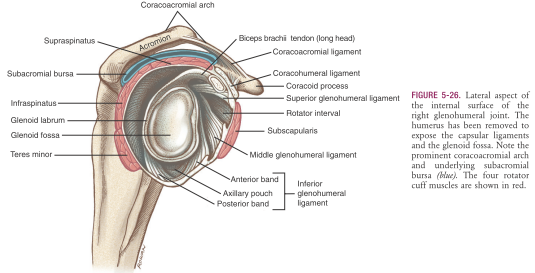 Coracoacromial arch
Supraspinatus
Acromion
Biceps brachii tendon (long head)
Coracoacromial ligament
Subacromial bursa
Coracohumeral ligament
Coracoid process
Superior glenohumeral ligament
Infraspinatus
Rotator interval
Glenoid labrum
Subscapularis
Glenoid fossa
Teres minor
Middle glenohumeral ligament
Anterior band
Axillary pouch
Posterior band
Inferior
glenohumeral
ligament
FIGURE 5-26. Lateral aspect of
the internal surface of the
right glenohumeral joint. The
humerus has been removed to
expose the capsular ligaments
and the glenoid fossa. Note the
prominent coracoacromial arch
and underlying subacromial
bursa (blue). The four rotator
cuff muscles are shown in red.